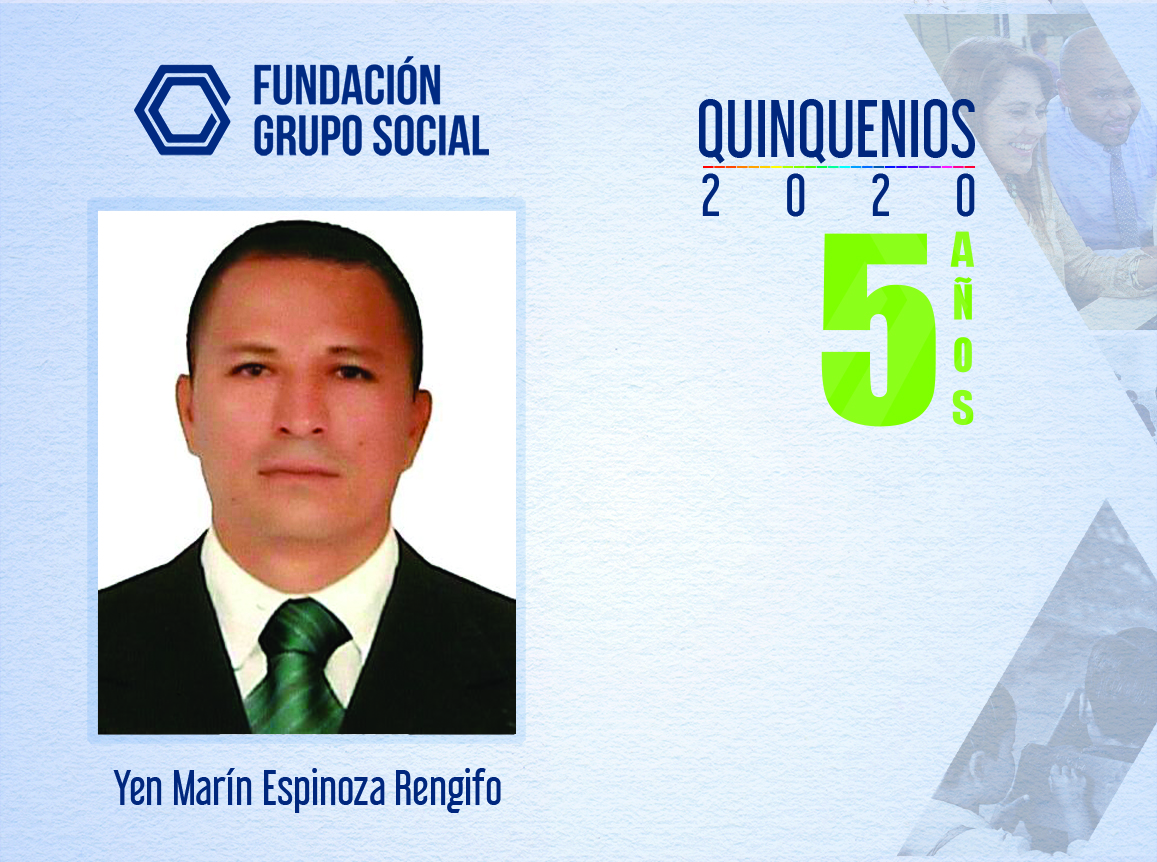 FUNDACIÓN
GRUPO SOCIAL
QUINQUENIOS
2020
5 AÑOS
Yen Marín Espinoza Rengifo